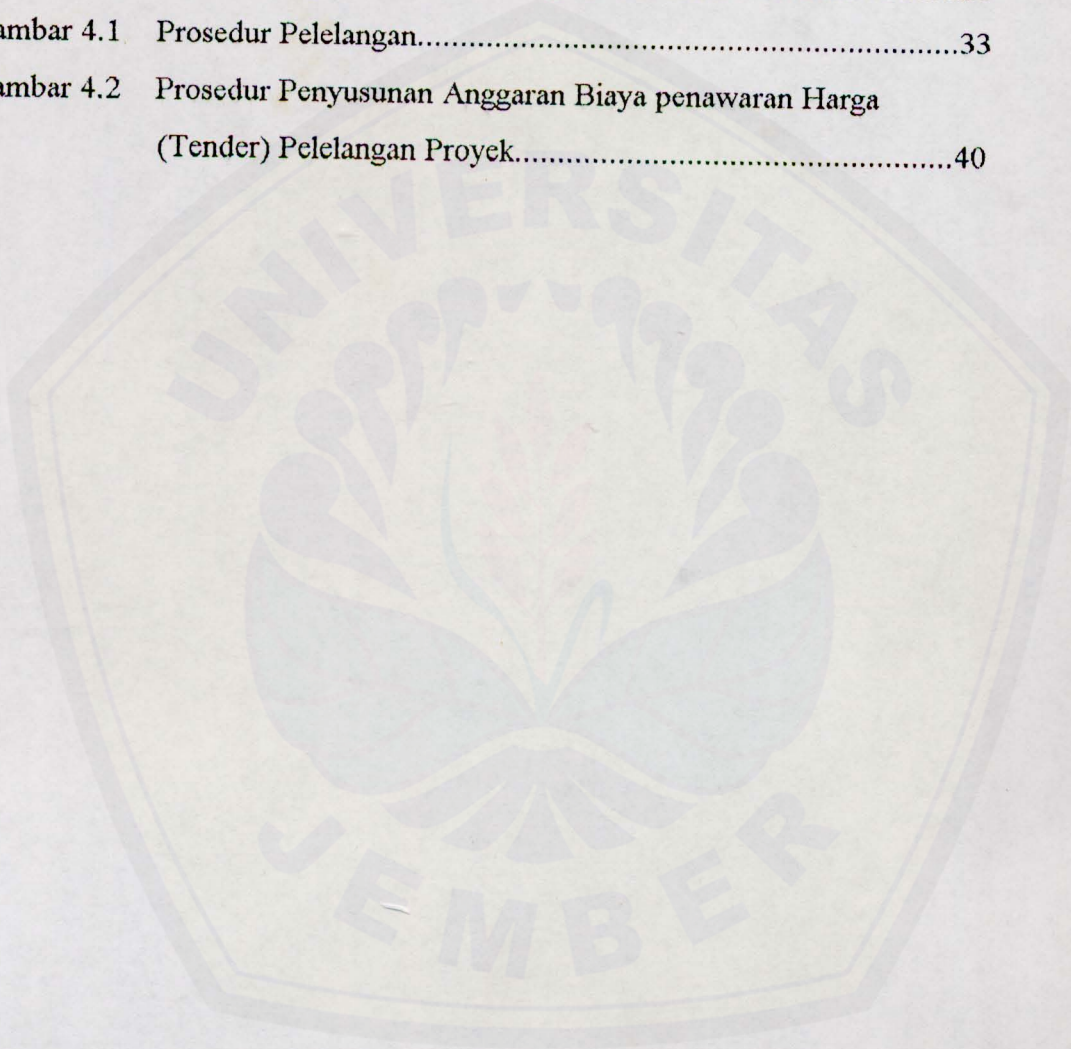 ambar 4.1 Prosedur Pelelangan....................................................................33
ambar 4.2 Prosedur Penyusunan Anggaran Biaya penawaran Harga
(Tender) Pelelangan Proyek.......................................................40
UNIVERSITAS
JEMBER